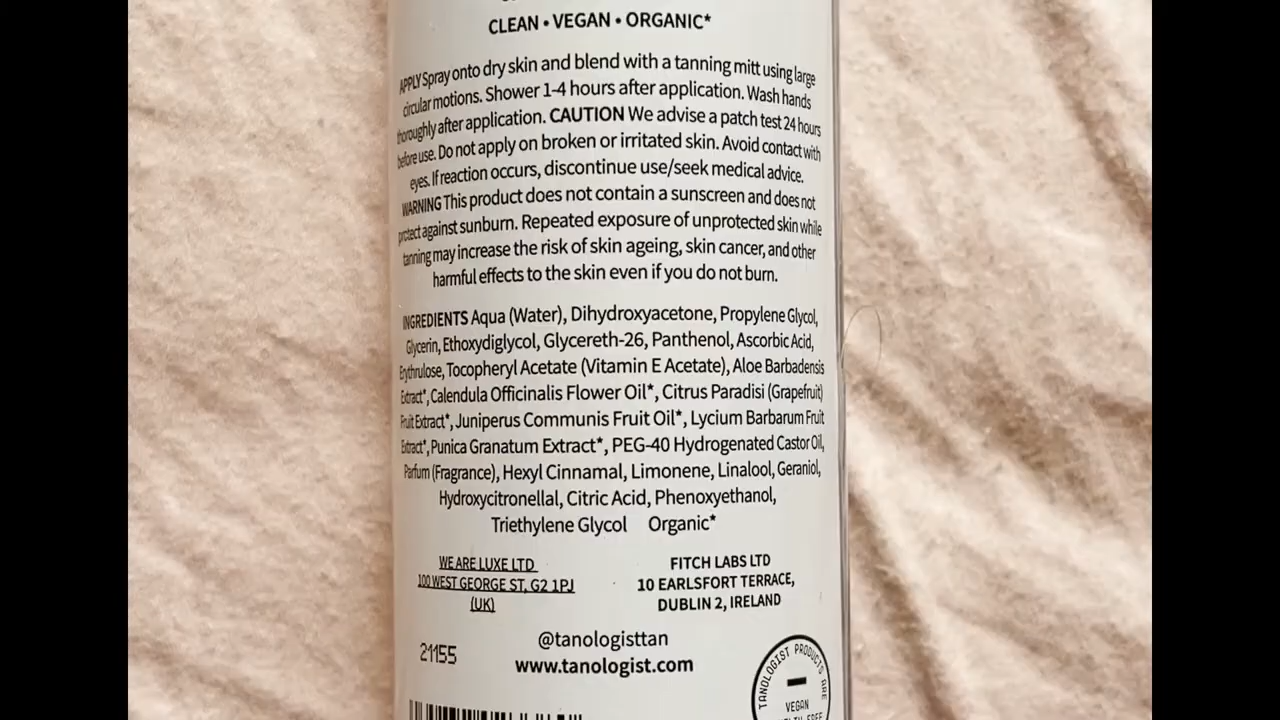 CLEAN • VEGAN • ORGANIC*
APPLY Spray onto dry skin and blend with a tanning mitt using large
circular motions. Shower 1-4 hours after application. Wash hands
thoroughly after application. CAUTION We advise a patch test 24 hours
before use. Do not apply on broken or irritated skin. Avoid contact with
eyes. If reaction occurs, discontinue use/seek medical advice.
WARNING This product does not contain a sunscreen and does not
protect against sunburn. Repeated exposure of unprotected skin while
tanning may increase the risk of skin ageing, skin cancer, and other
harmful effects to the skin even if you do not burn.
INGREDIENTS Aqua (Water), Dihydroxyacetone, Propylene Glycol,
Glycerin, Ethoxydiglycol, Glycereth-26, Panthenol, Ascorbic Acid,
Erythrulose, Tocopheryl Acetate (Vitamin E Acetate), Aloe Barbadensis
Extract*, Calendula Officinalis Flower Oil*, Citrus Paradisi (Grapefruit)
Fruit Extract*, Juniperus Communis Fruit Oil*, Lycium Barbarum Fruit
Extract*, Punica Granatum Extract*, PEG-40 Hydrogenated Castor Oil,
Parfum (Fragrance), Hexyl Cinnamal, Limonene, Linalool, Geraniol,
Hydroxycitronellal, Citric Acid, Phenoxyethanol,
Triethylene Glycol Organic*
WE ARE LUXE LTD
100 WEST GEORGE ST, G2 1PJ
(UK)
FITCH LABS LTD
10 EARLSFORT TERRACE,
DUBLIN 2, IRELAND
@tanologisttan
www.tanologist.com
21155
TANOLOGIST PRODUCTS ARE
VEGAN